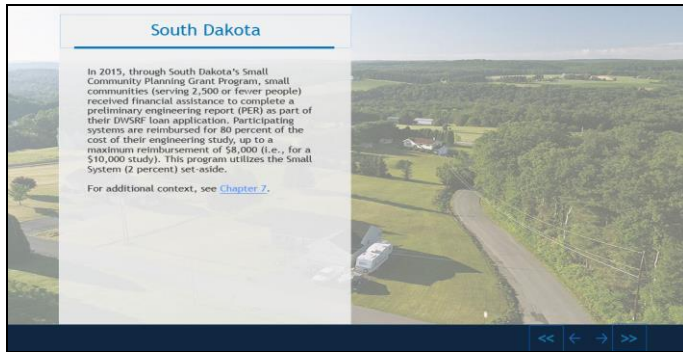 South Dakota
In 2015, through South Dakota's Small
Community Planning Grant Program, small
communities (serving 2,500 or fewer people)
received financial assistance to complete a
preliminary engineering report (PER) as part of
their DWSRF loan application. Participating
systems are reimbursed for 80 percent of the
cost of their engineering study, up to a
maximum reimbursement of $8,000 (i.e., for a
$10,000 study). This program utilizes the Small
System (2 percent) set-aside.
For additional context, see Chapter 7.
<< ← → >>